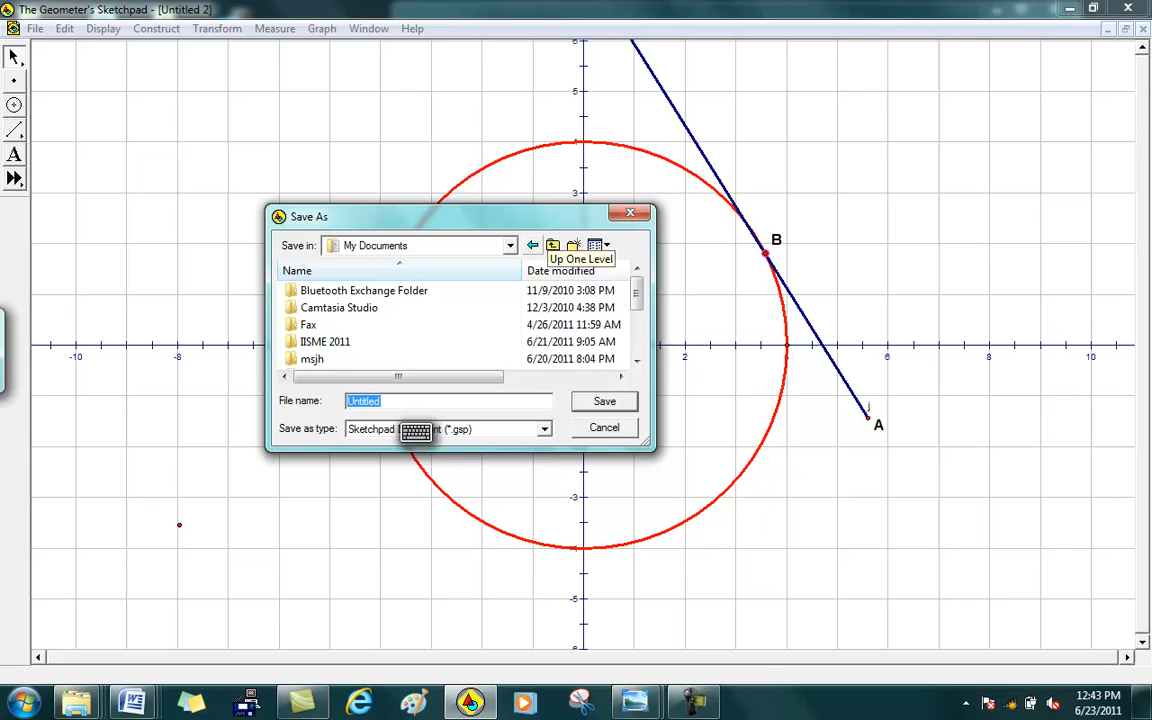 The Geometer's Sketchpad - [Untitled 2]
File Edit Display Construct Transform Measure Graph Window Help
A
6
5
3
-3
-5
-10
-8
2
6
8
10
B
j
A
Save As
Save in: My Documents
Up One Level
Name Date modified
Bluetooth Exchange Folder 11/9/2010 3:08 PM
Camtasia Studio 12/3/2010 4:38 PM
Fax 4/26/2011 11:59 AM
IISME 2011 6/21/2011 9:05 AM
msjh 6/20/2011 8:04 PM
File name: Untitled Save
Save as type: Sketchpad nt (*.gsp) Cancel
12:43 PM
6/23/2011